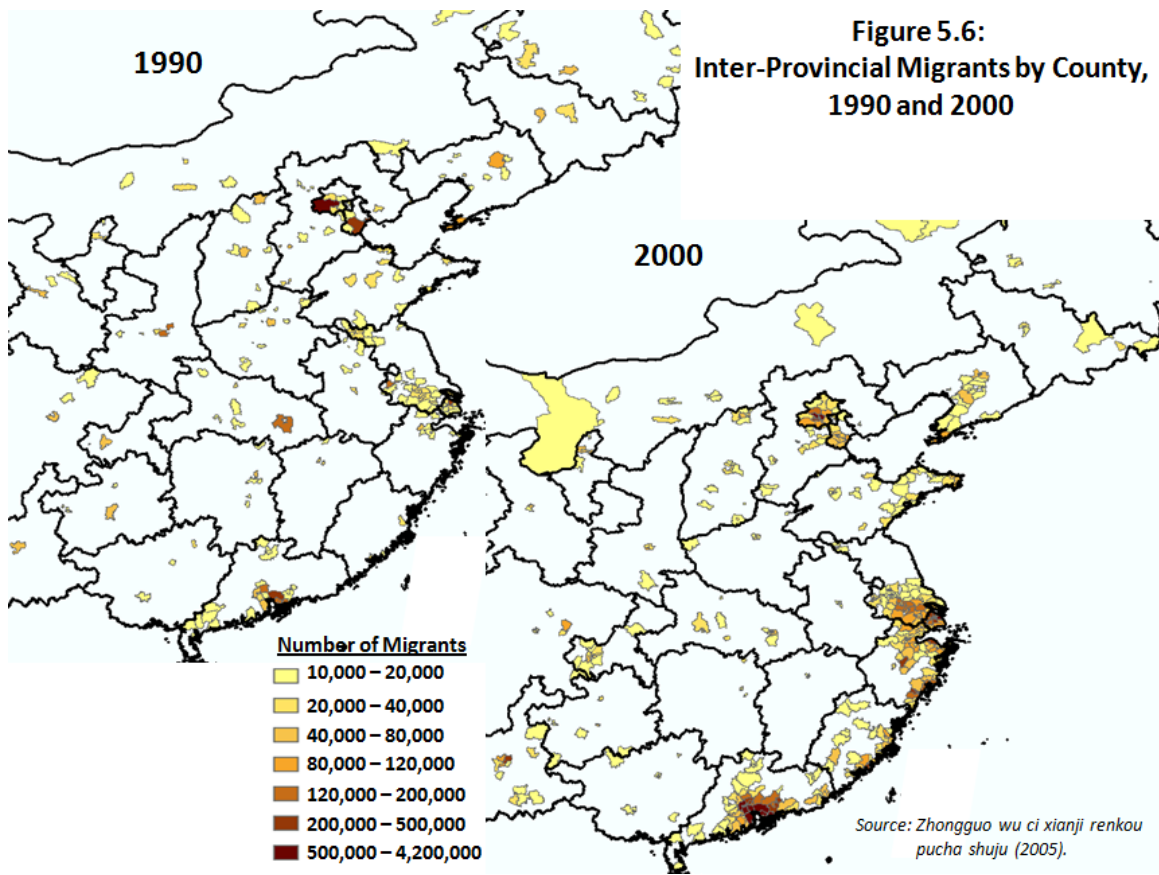 1990
Figure 5.6:
Inter-Provincial Migrants by County,
1990 and 2000
2000
Number of Migrants
10,000 – 20,000
20,000 – 40,000
40,000 – 80,000
80,000 – 120,000
120,000 – 200,000
200,000 – 500,000
500,000 – 4,200,000
Source: Zhongguo wu ci xianji renkou
pucha shuju (2005).